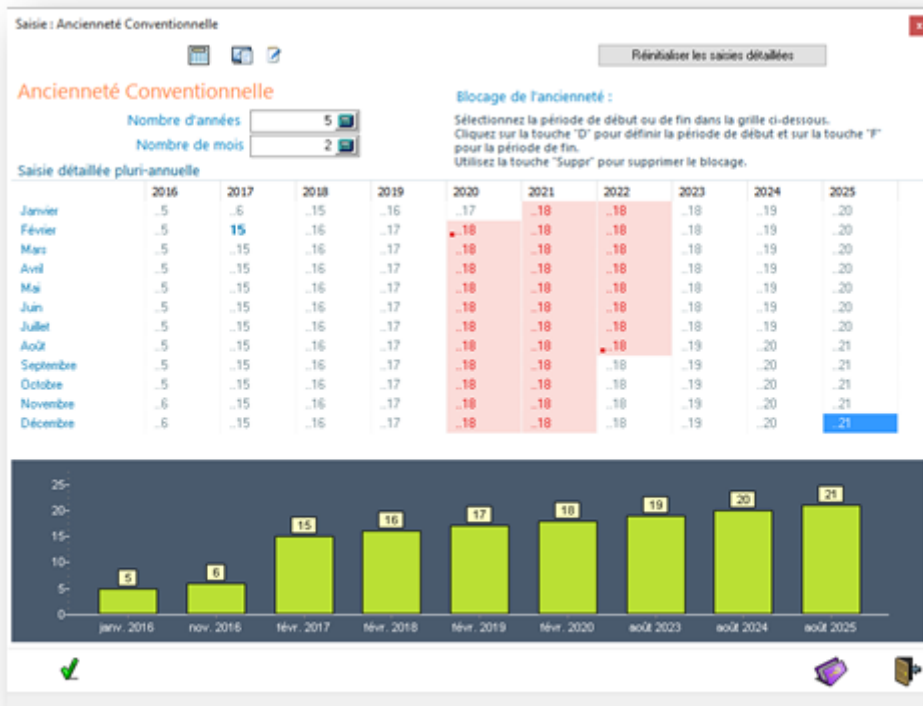 Saisie : Ancienneté Conventionnelle
x
Réinitialiser les saisies détaillées
Ancienneté Conventionnelle
Nombre d'années 5
Nombre de mois 2
Blocage de l'ancienneté :
Sélectionnez la période de début ou de fin dans la grille ci-dessous.
Cliquez sur la touche "D" pour définir la période de début et sur la touche "F"
pour la période de fin.
Utilisez la touche "Suppr" pour supprimer le blocage.
Saisie détaillée pluri-annuelle
2016 2017 2018 2019 2020 2021 2022 2023 2024 2025
Janvier ..5 ..6 ..15 ..16 ..17 ..18 ..18 ..18 ..19 ..20
Février ..5 15 ..16 ..17 ..18 ..18 ..18 ..18 ..19 ..20
Mars ..5 ..15 ..16 ..17 ..18 ..18 ..18 ..18 ..19 ..20
Avril ..5 ..15 ..16 ..17 ..18 ..18 ..18 ..18 ..19 ..20
Mai ..5 ..15 ..16 ..17 ..18 ..18 ..18 ..18 ..19 ..20
Juin ..5 ..15 ..16 ..17 ..18 ..18 ..18 ..18 ..19 ..20
Juillet ..5 ..15 ..16 ..17 ..18 ..18 ..18 ..18 ..19 ..20
Août ..5 ..15 ..16 ..17 ..18 ..18 ..18 ..19 ..20 ..21
Septembre ..5 ..15 ..16 ..17 ..18 ..18 ..18 ..19 ..20 ..21
Octobre ..5 ..15 ..16 ..17 ..18 ..18 ..18 ..19 ..20 ..21
Novembre ..6 ..15 ..16 ..17 ..18 ..18 ..18 ..19 ..20 ..21
Décembre ..6 ..15 ..16 ..17 ..18 ..18 ..18 ..19 ..20 ..21
25
20
15
10
5
0
5 6 15 16 17 18 19 20 21
janv. 2016 nov. 2016 févr. 2017 févr. 2018 févr. 2019 févr. 2020 août 2023 août 2024 août 2025